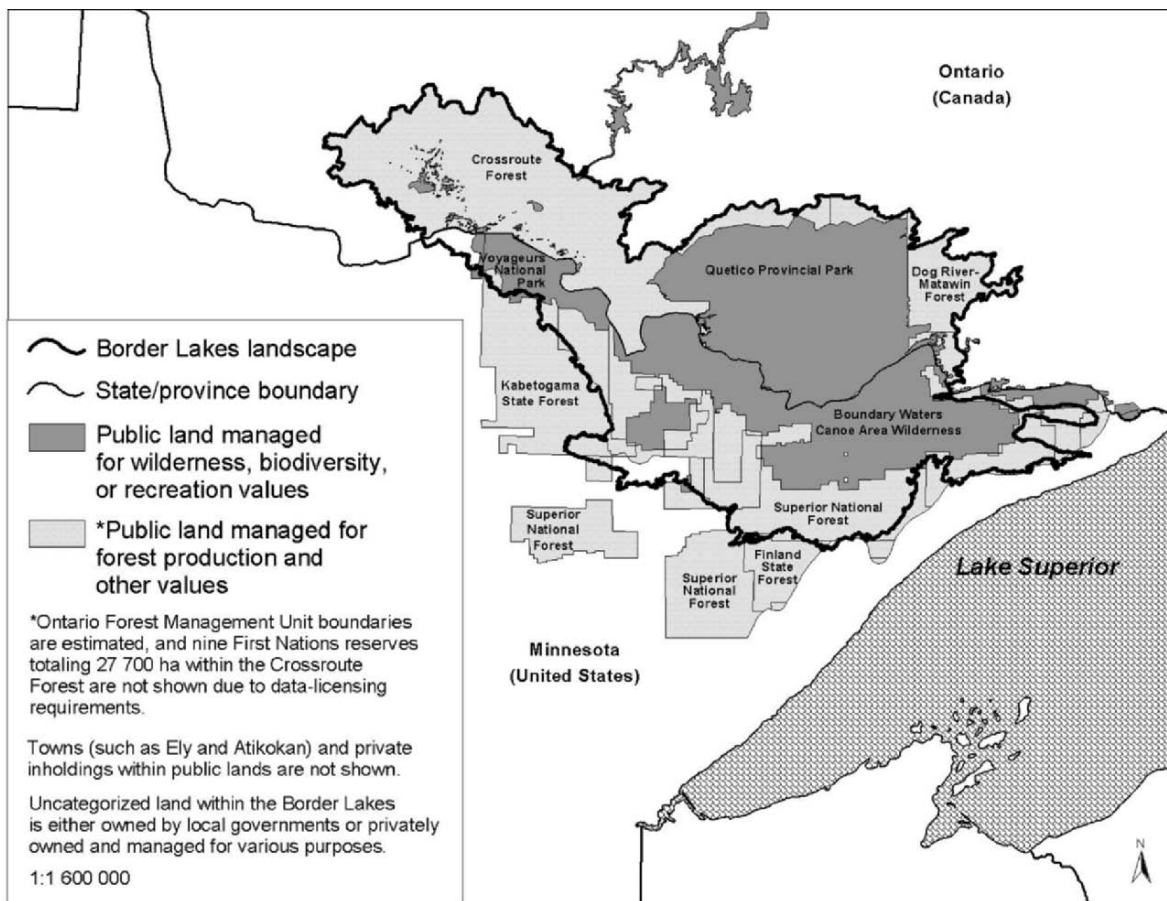 Ontario
(Canada)
Crossroute
Forest
Voyageurs
National
Park
Quetico Provincial Park
Dog River-
Matawin
Forest
Kabetogama
State Forest
Boundary Waters
Canoe Area Wilderness
Superior
National
Forest
Superior National
Forest
Finland
State
Forest
Superior
National
Forest
Lake Superior
Minnesota
(United States)
Border Lakes landscape
State/province boundary
Public land managed
for wilderness, biodiversity,
or recreation values
*Public land managed for
forest production and
other values
*Ontario Forest Management Unit boundaries
are estimated, and nine First Nations reserves
totaling 27 700 ha within the Crossroute
Forest are not shown due to data-licensing
requirements.
Towns (such as Ely and Atikokan) and private
inholdings within public lands are not shown.
Uncategorized land within the Border Lakes
is either owned by local governments or privately
owned and managed for various purposes.
1:1 600 000
N